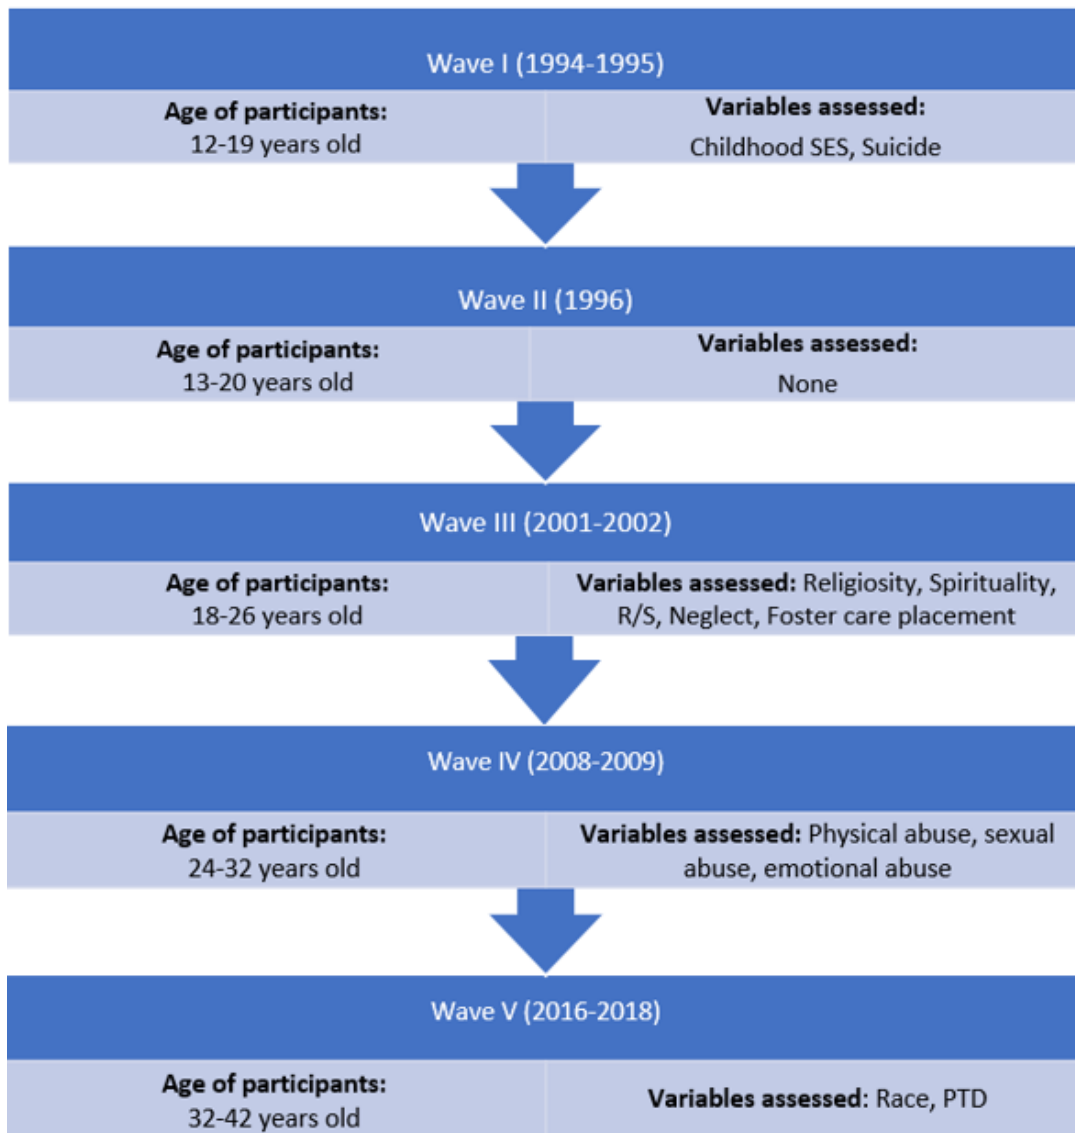 Wave I (1994-1995)
Age of participants:
12-19 years old
Variables assessed:
Childhood SES, Suicide
Wave II (1996)
Age of participants:
13-20 years old
Variables assessed:
None
Wave III (2001-2002)
Age of participants:
18-26 years old
Variables assessed: Religiosity, Spirituality,
R/S, Neglect, Foster care placement
Wave IV (2008-2009)
Age of participants:
24-32 years old
Variables assessed: Physical abuse, sexual
abuse, emotional abuse
Wave V (2016-2018)
Age of participants:
32-42 years old
Variables assessed: Race, PTD